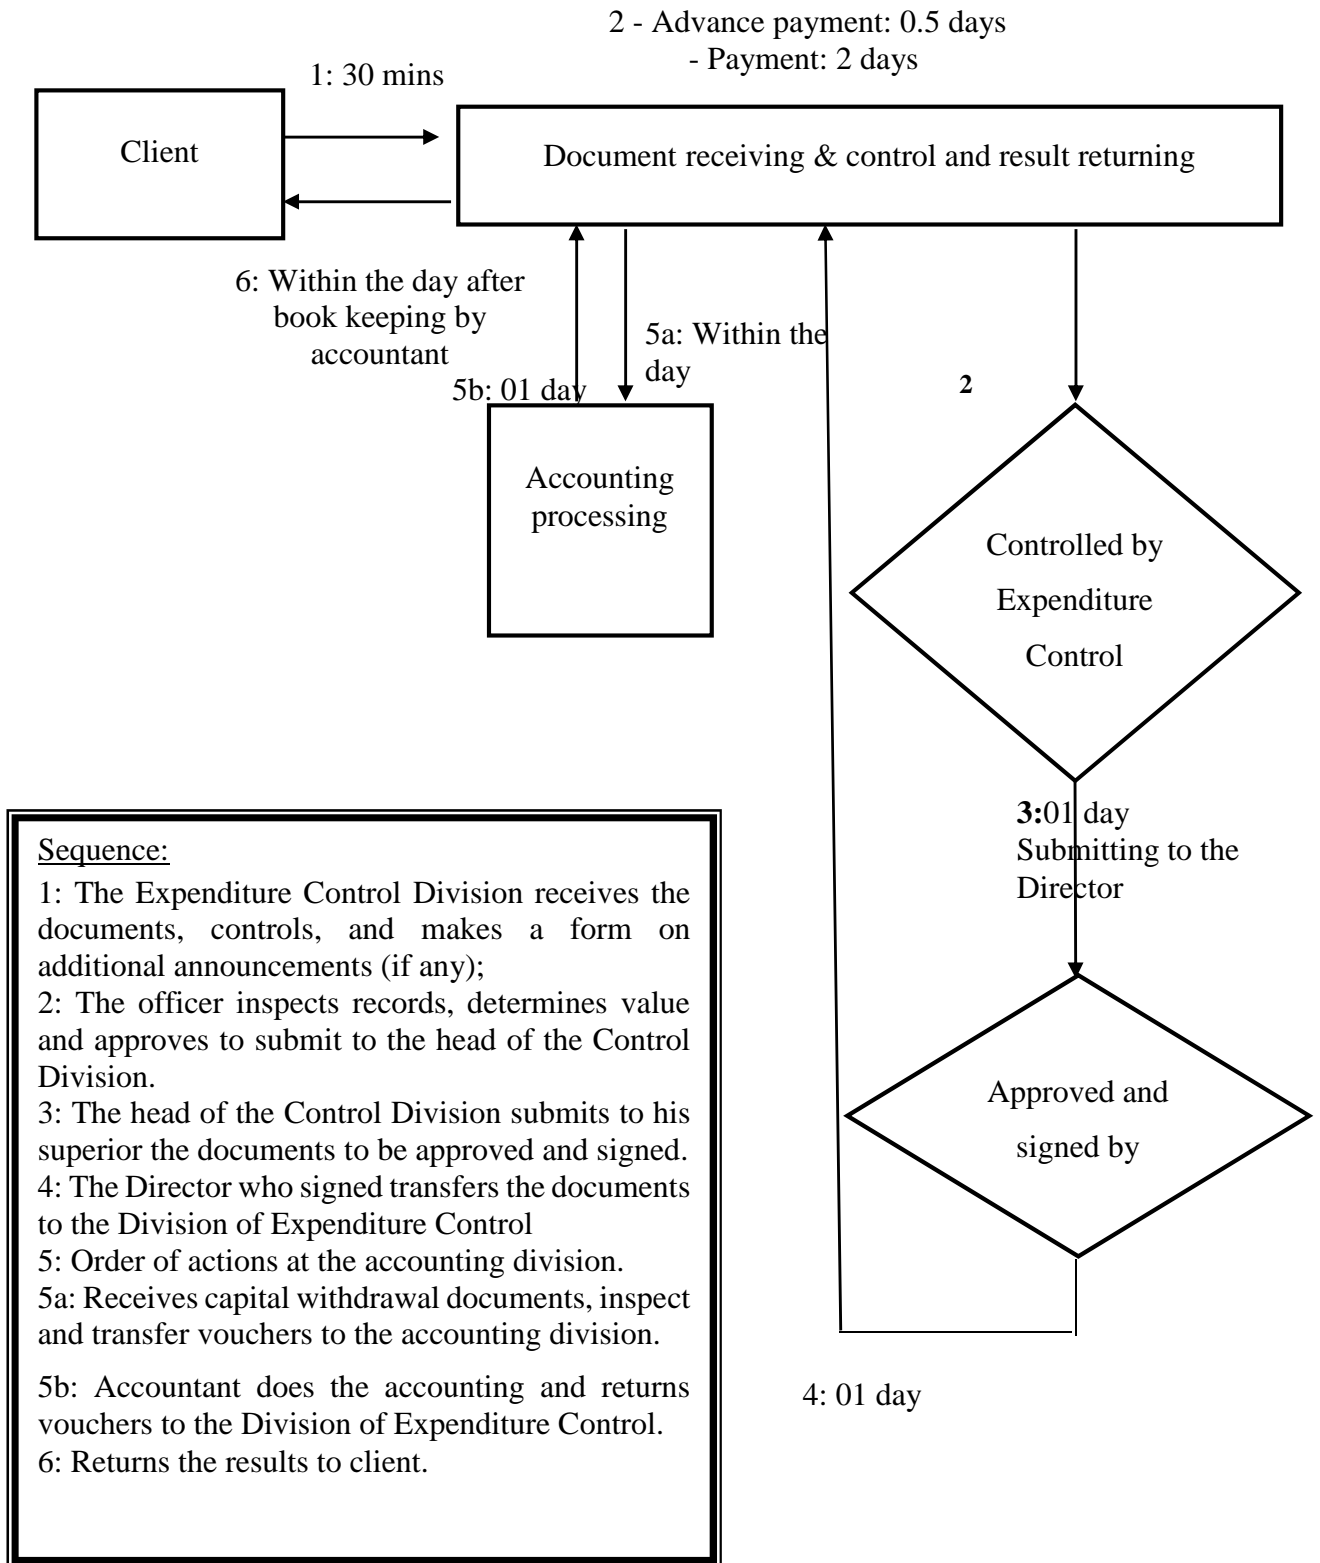 2 - Advance payment: 0.5 days
- Payment: 2 days
1: 30 mins
Client
Document receiving & control and result returning
6: Within the day after
book keeping by
accountant
5a: Within the
day
5b: 01 day
2
Accounting
processing
Controlled by
Expenditure
Control
3:01 day
Submitting to the
Director
Approved and
signed by
4: 01 day
Sequence:
1: The Expenditure Control Division receives the
documents, controls, and makes a form on
additional announcements (if any);
2: The officer inspects records, determines value
and approves to submit to the head of the Control
Division.
3: The head of the Control Division submits to his
superior the documents to be approved and signed.
4: The Director who signed transfers the documents
to the Division of Expenditure Control
5: Order of actions at the accounting division.
5a: Receives capital withdrawal documents, inspect
and transfer vouchers to the accounting division.
5b: Accountant does the accounting and returns
vouchers to the Division of Expenditure Control.
6: Returns the results to client.